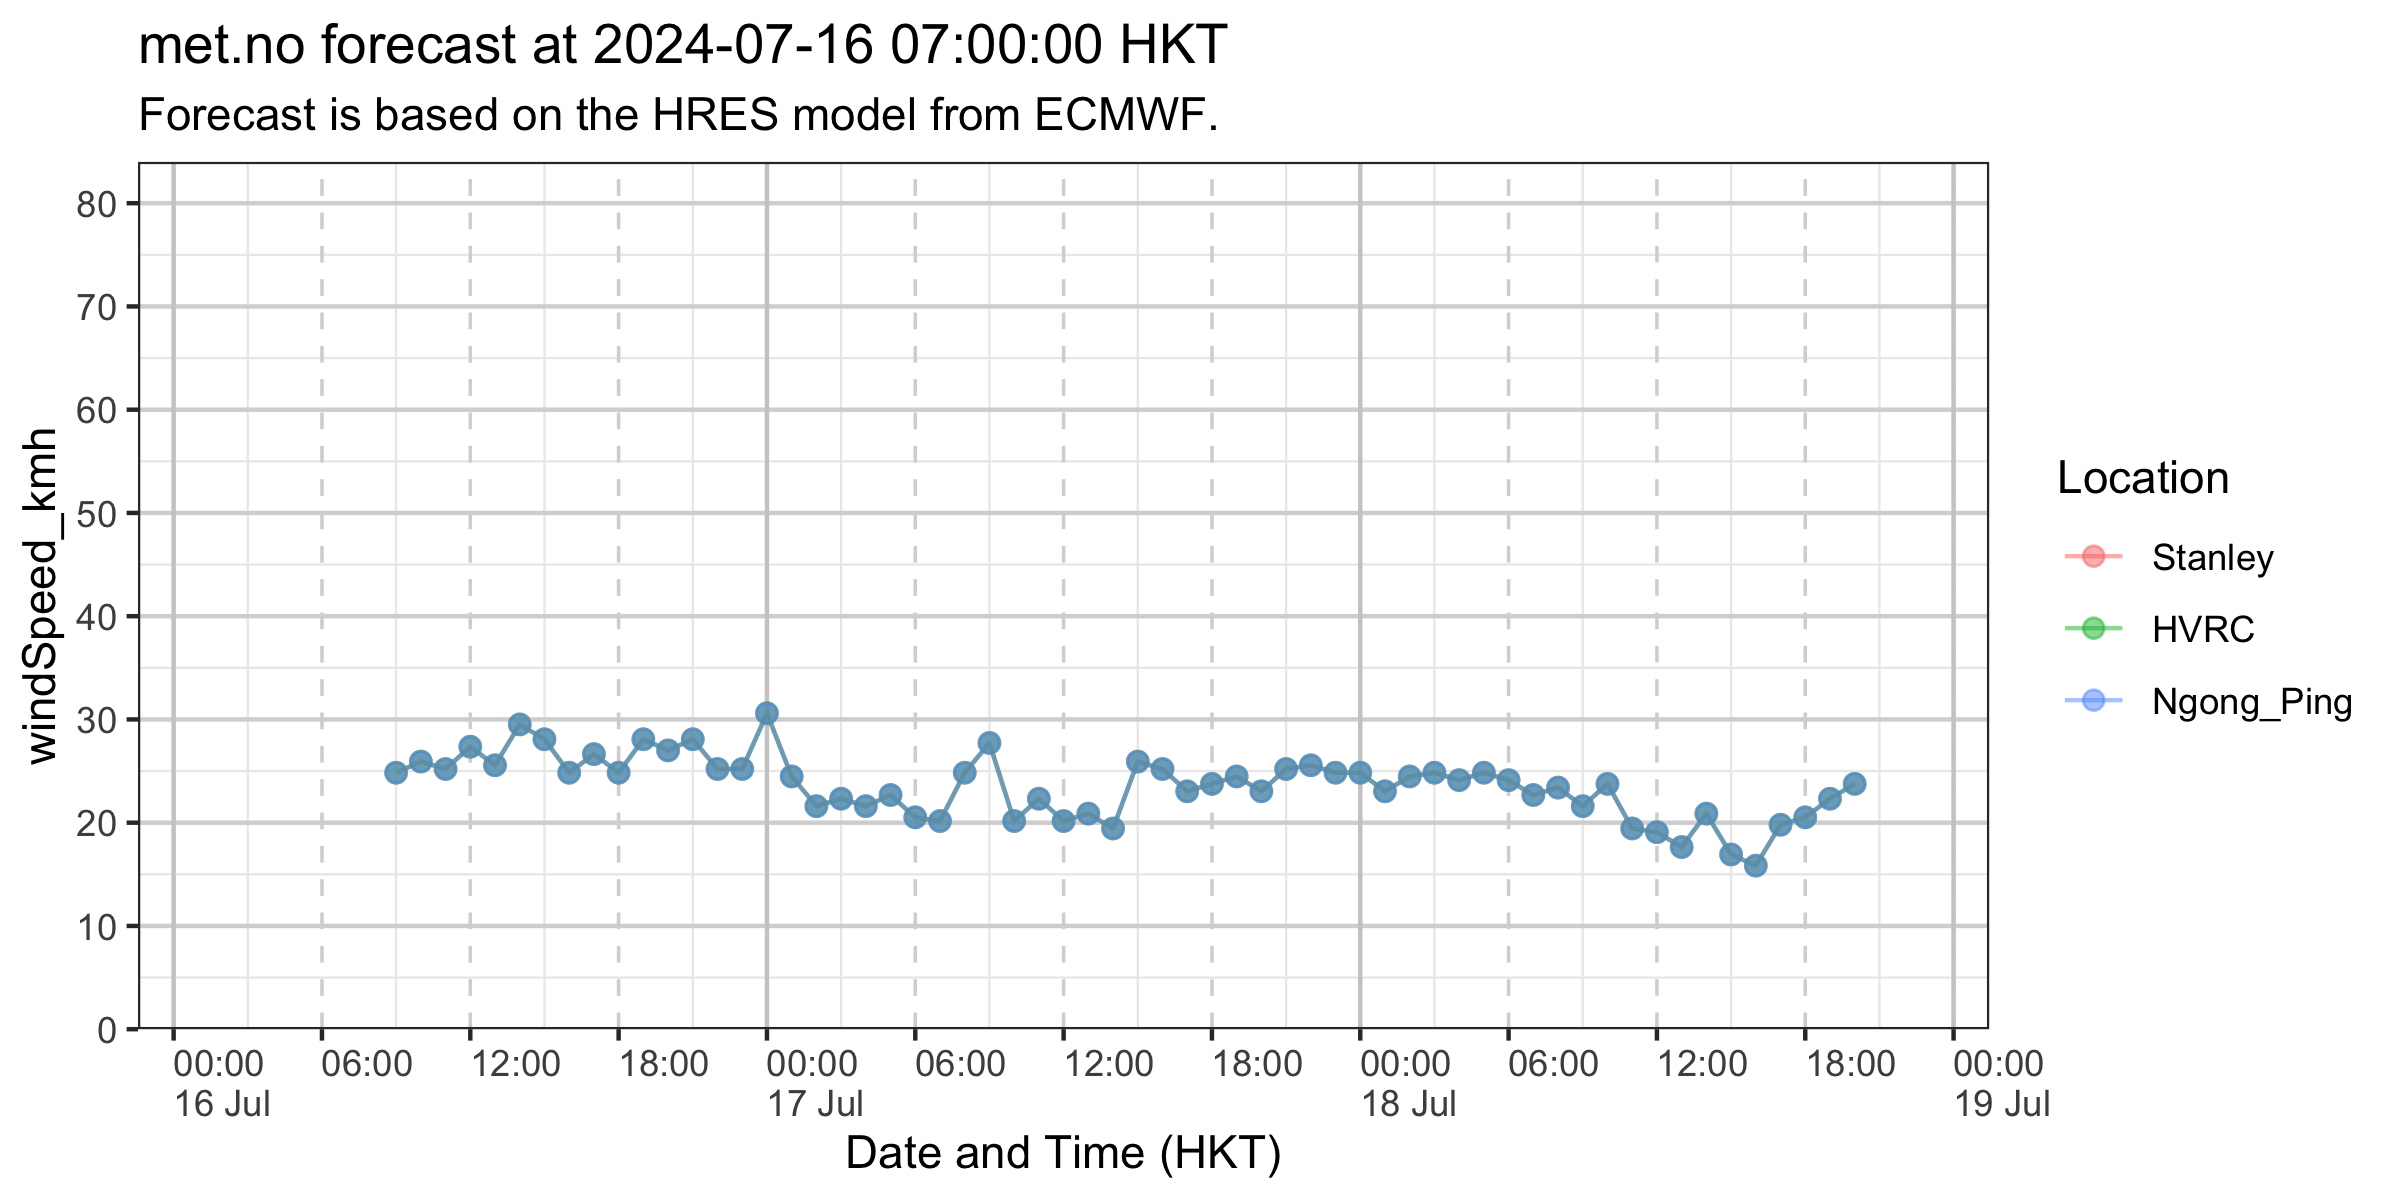 met.no forecast at 2024-07-16 07:00:00 HKT
Forecast is based on the HRES model from ECMWF.
windSpeed_kmh
80
70
60
50
40
30
20
10
0
00:00 06:00 12:00 18:00 00:00 06:00 12:00 18:00 00:00 06:00 12:00 18:00 00:00
16 Jul 17 Jul 18 Jul 19 Jul
Date and Time (HKT)
Location
Stanley
HVRC
Ngong_Ping